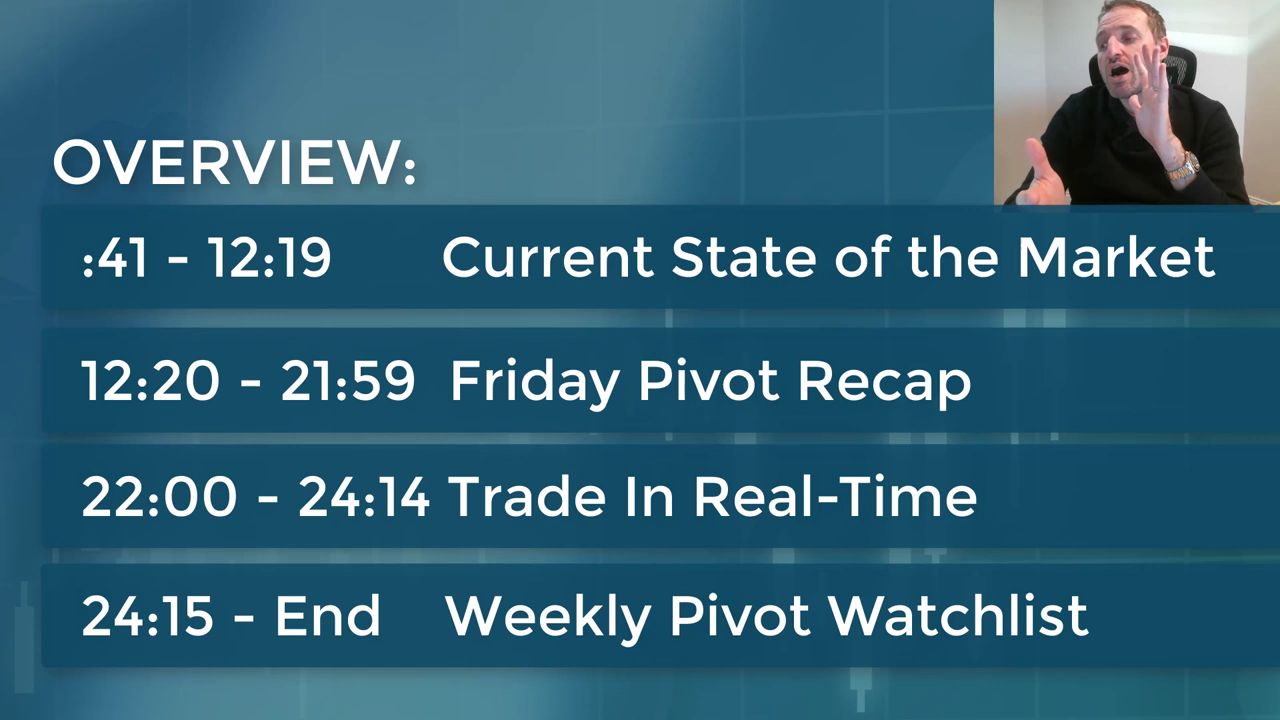 OVERVIEW:
:41 - 12:19 Current State of the Market
12:20 - 21:59 Friday Pivot Recap
22:00 - 24:14 Trade In Real-Time
24:15 - End Weekly Pivot Watchlist